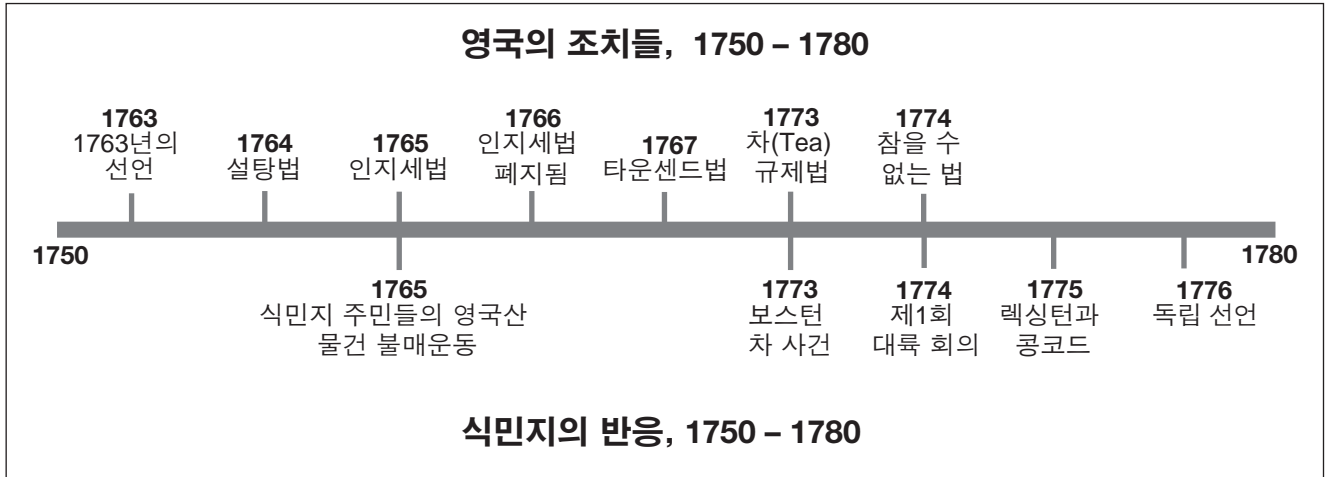 영국의 조치들, 1750 – 1780
1763
1763년의
선언
1764
설탕법
1765
인지세법
1766
인지세법
폐지됨
1767
타운센드법
1773
차(Tea)
규제법
1774
참을 수
없는 법
1750
1780
1765
식민지 주민들의 영국산
물건 불매운동
1773
보스턴
차 사건
1774
제1회
대륙 회의
1775
렉싱턴과
콩코드
1776
독립 선언
식민지의 반응, 1750 – 1780